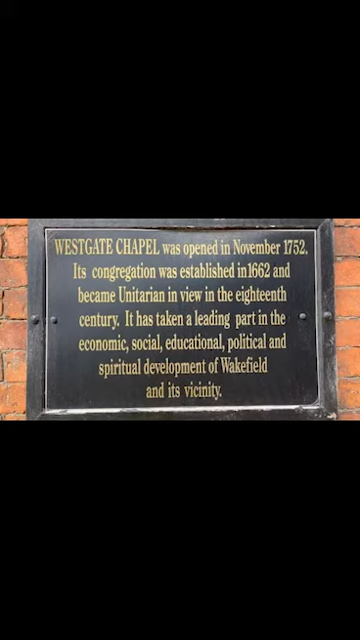 WESTGATE CHAPEL was opened in November 1752.
Its congregation was established in 1662 and
became Unitarian in view in the eighteenth
century. It has taken a leading part in the
economic, social, educational, political and
spiritual development of Wakefield
and its vicinity.